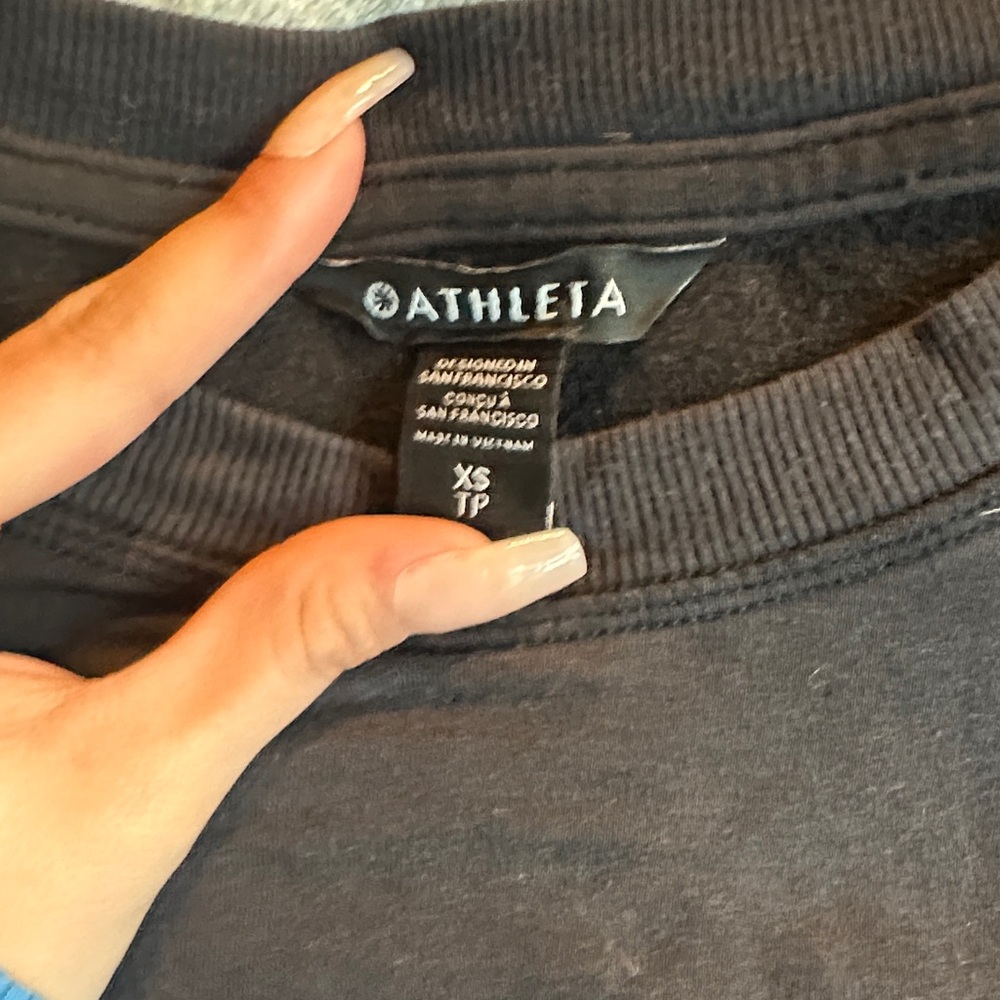 ATHLETA
DESIGNED IN
SAN FRANCISCO
CONÇU À
SAN FRANCISCO
MADE IN VIETNAM
XS
TP